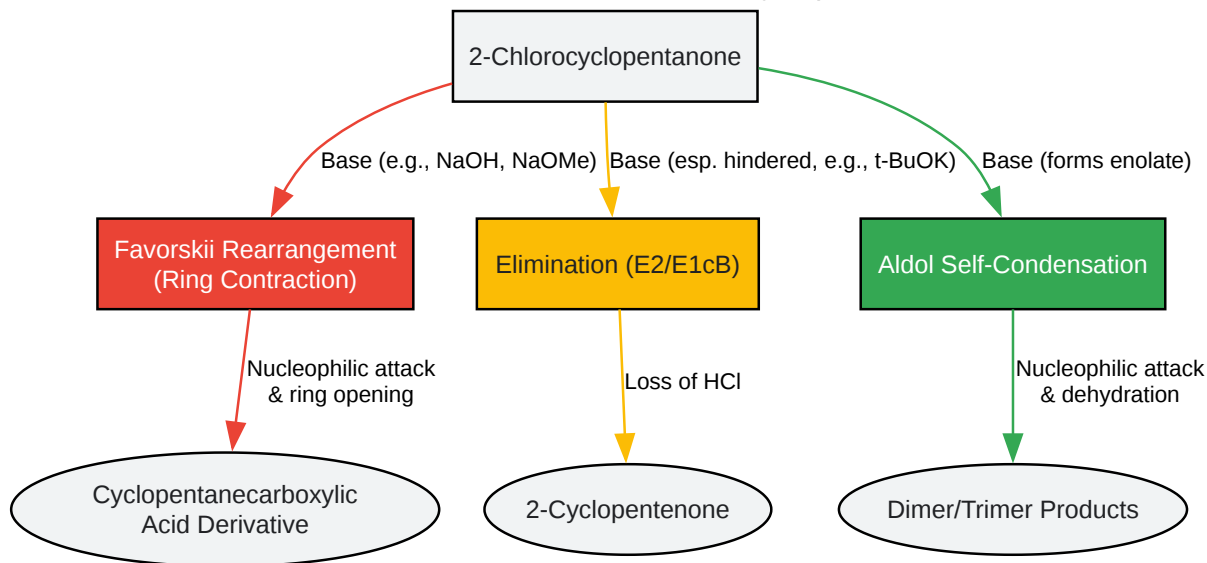 2-Chlorocyclopentanone
Base (e.g., NaOH, NaOMe)
Base (esp. hindered, e.g., t-BuOK)
Base (forms enolate)
Favorskii Rearrangement
(Ring Contraction)
Elimination (E2/E1cB)
Aldol Self-Condensation
Nucleophilic attack
& ring opening
Loss of HCl
Nucleophilic attack
& dehydration
Cyclopentanecarboxylic
Acid Derivative
2-Cyclopentenone
Dimer/Trimer Products